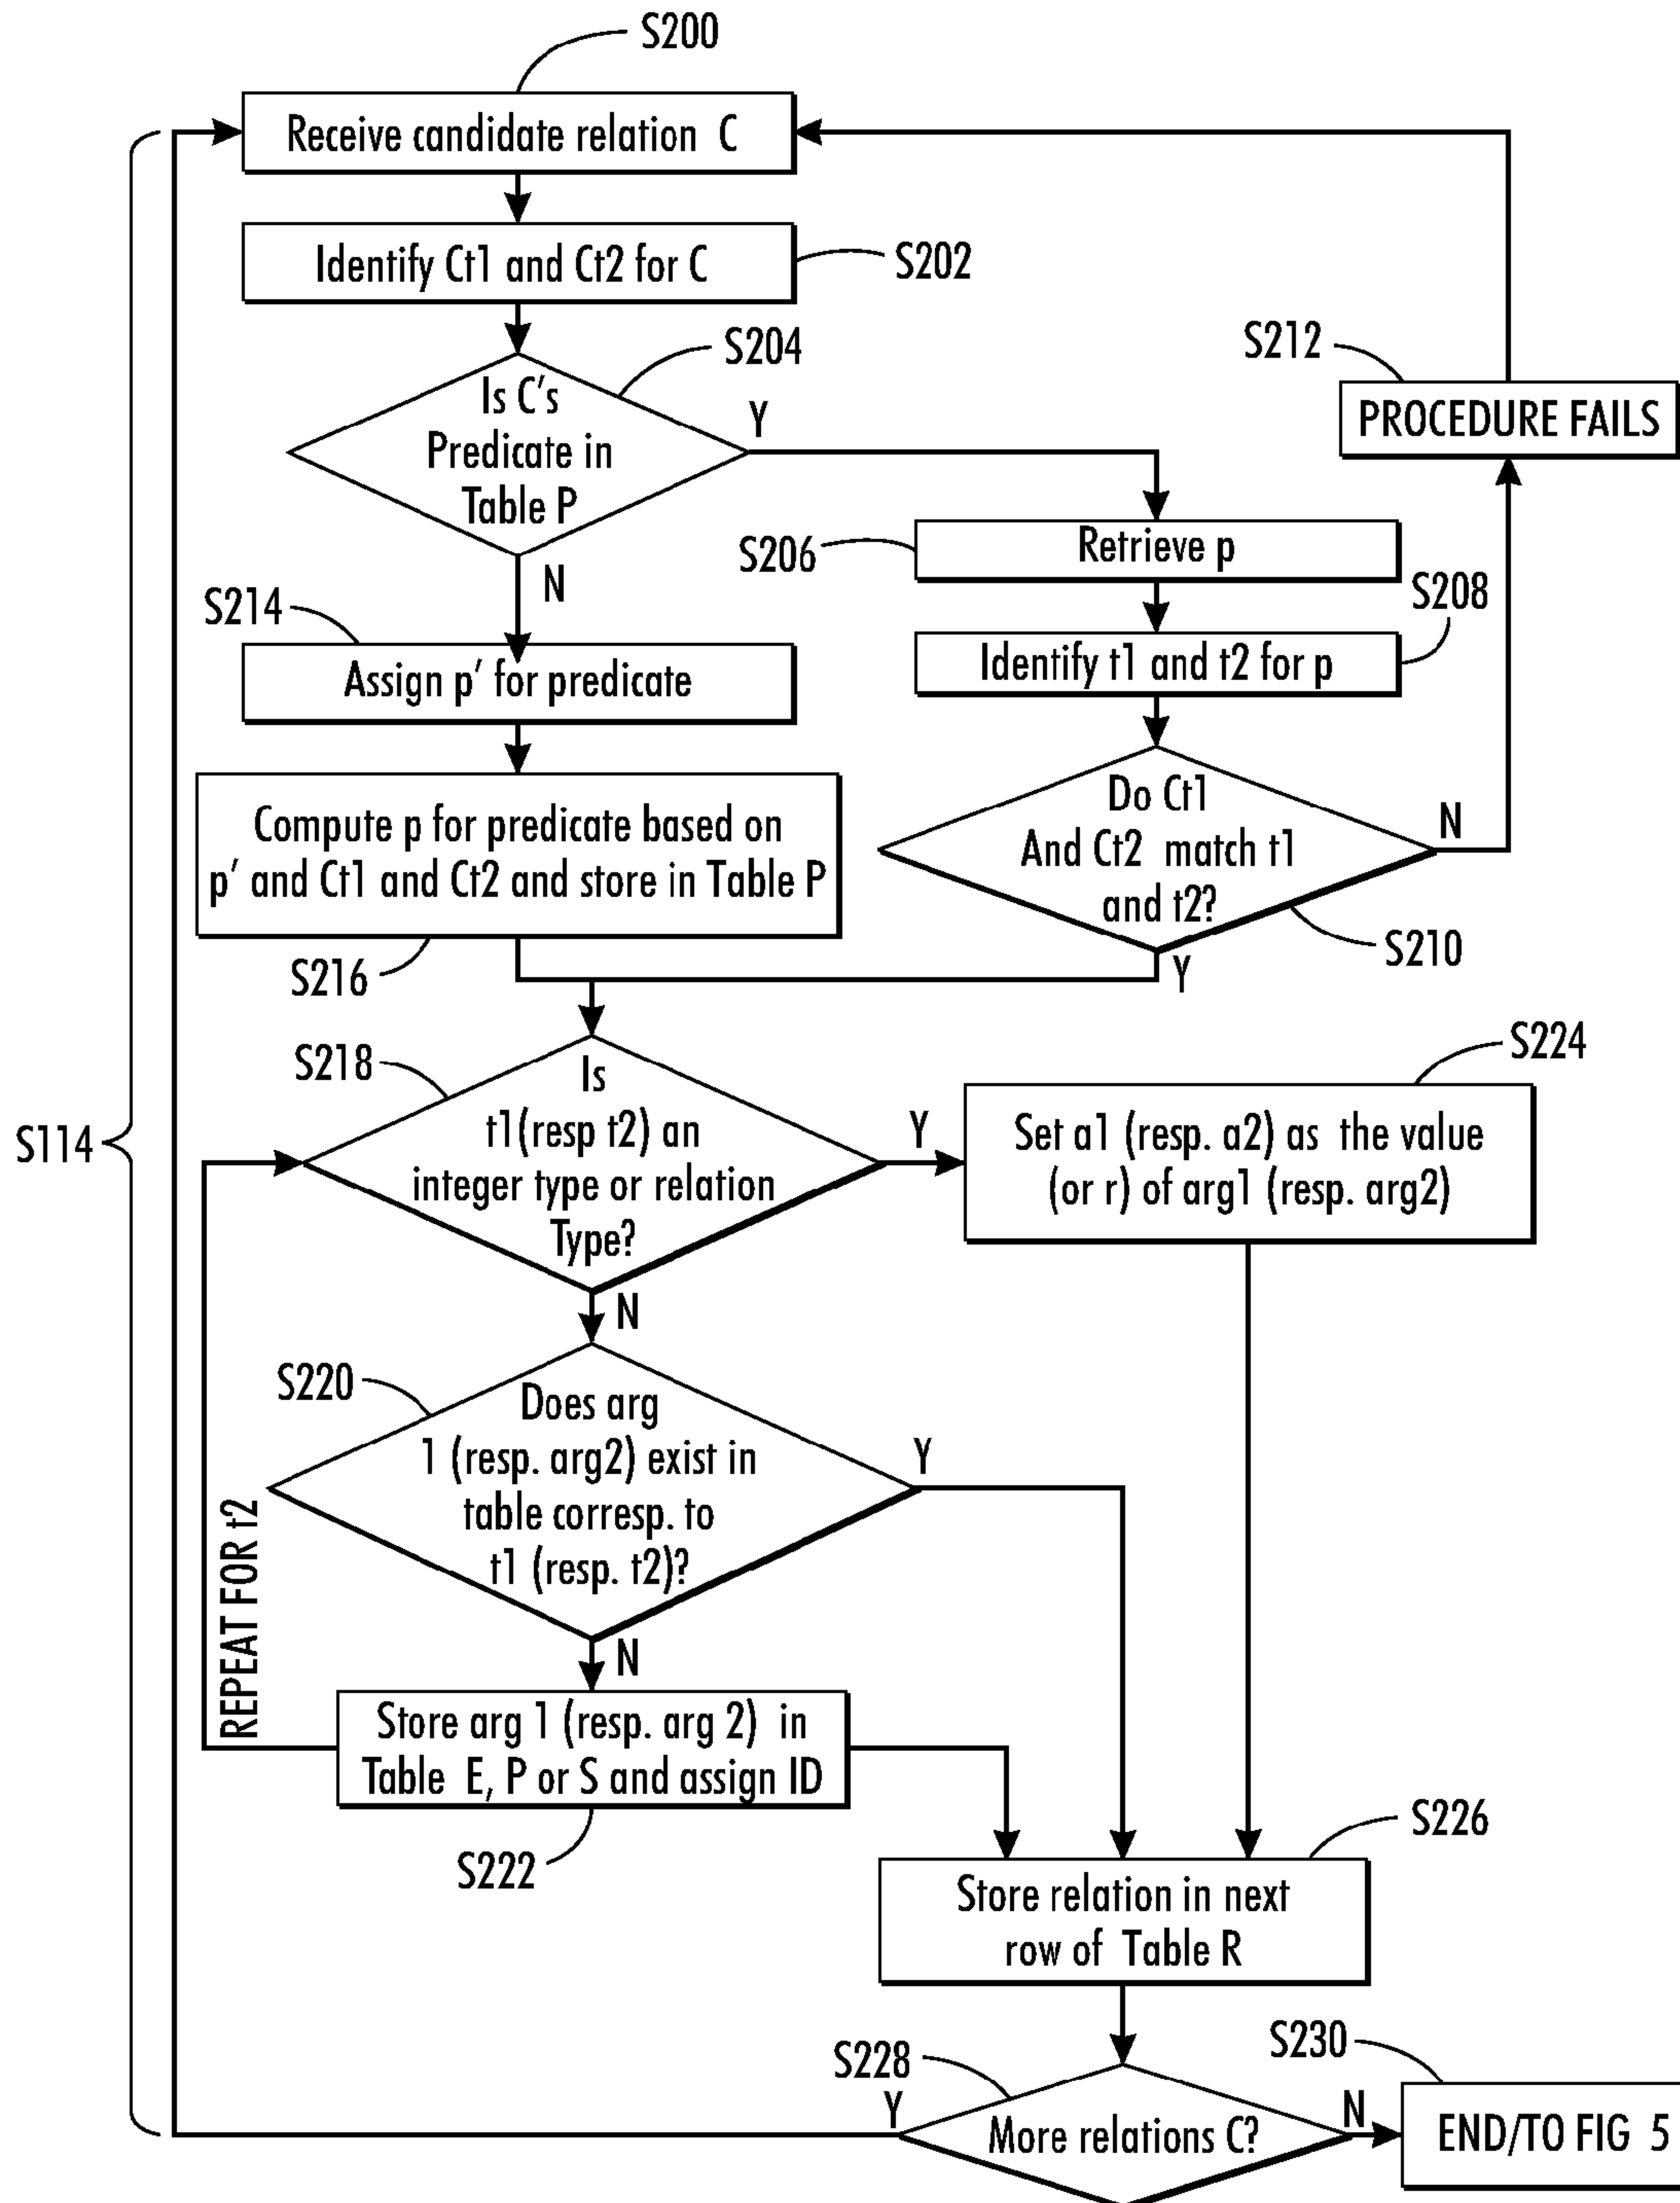 S200
Receive candidate relation C
Identify Ct1 and Ct2 for C
S202
S204
Is C's
Predicate in
Table P
Y
N
S212
PROCEDURE FAILS
S206
Retrieve p
S208
Identify t1 and t2 for p
S214
Assign p' for predicate
Compute p for predicate based on
p' and Ct1 and Ct2 and store in Table P
S216
Do Ct1
And Ct2 match t1
and t2?
N
S210
Y
S114
S218
Is
t1(resp t2) an
integer type or relation
Type?
Y
N
S224
Set a1 (resp. a2) as the value
(or r) of arg1 (resp. arg2)
S220
Does arg
1 (resp. arg2) exist in
table corresp. to
t1 (resp. t2)?
Y
N
REPEAT FOR t2
Store arg 1 (resp. arg 2) in
Table E, P or S and assign ID
S222
S226
Store relation in next
row of Table R
S228
Y
More relations C?
N
S230
END/TO FIG 5